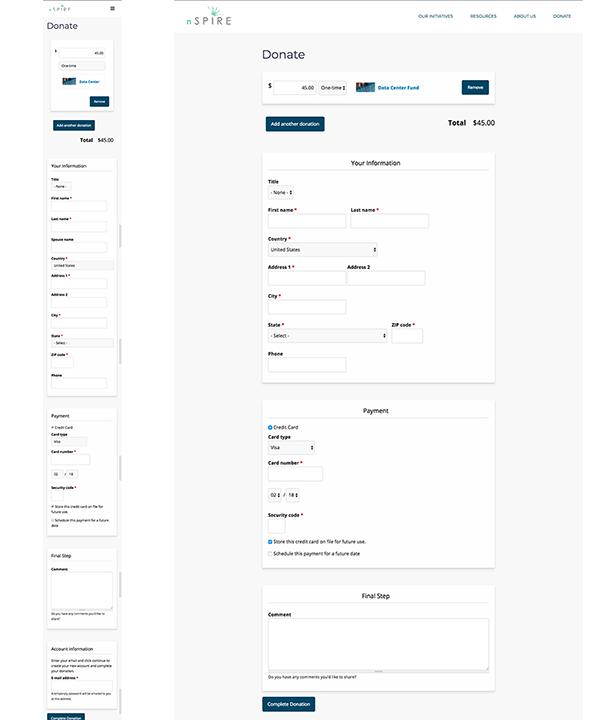 nSPIRE
Donate
$ 45.00
One-time
Data Center
Remove
Add another donation
Total $45.00
Your Information
Title
- None -
First name *
Last name *
Spouse name
Country *
United States
Address 1 *
Address 2
City *
State *
- Select -
ZIP code *
Phone
Payment
Credit Card
Card type
Visa
Card number *
02 / 18
Security code *
Store this credit card on file for
future use.
Schedule this payment for a future
date
Final Step
Comment
Do you have any comments you'd like to
share?
Account information
Enter your email and click continue to
create your new account and complete
your donation.
E-mail address *
A temporary password will be emailed to you
at this address.
Complete Donation
nSPIRE
OUR INITIATIVES RESOURCES ABOUT US DONATE
Donate
$ 45.00 One-time Data Center Fund Remove
Add another donation Total $45.00
Your Information
Title
- None -
First name * Last name *
Country *
United States
Address 1 * Address 2
City *
State * ZIP code *
- Select -
Phone
Payment
Credit Card
Card type
Visa
Card number *
02 / 18
Security code *
Store this credit card on file for future use.
Schedule this payment for a future date
Final Step
Comment
Do you have any comments you'd like to share?
Complete Donation